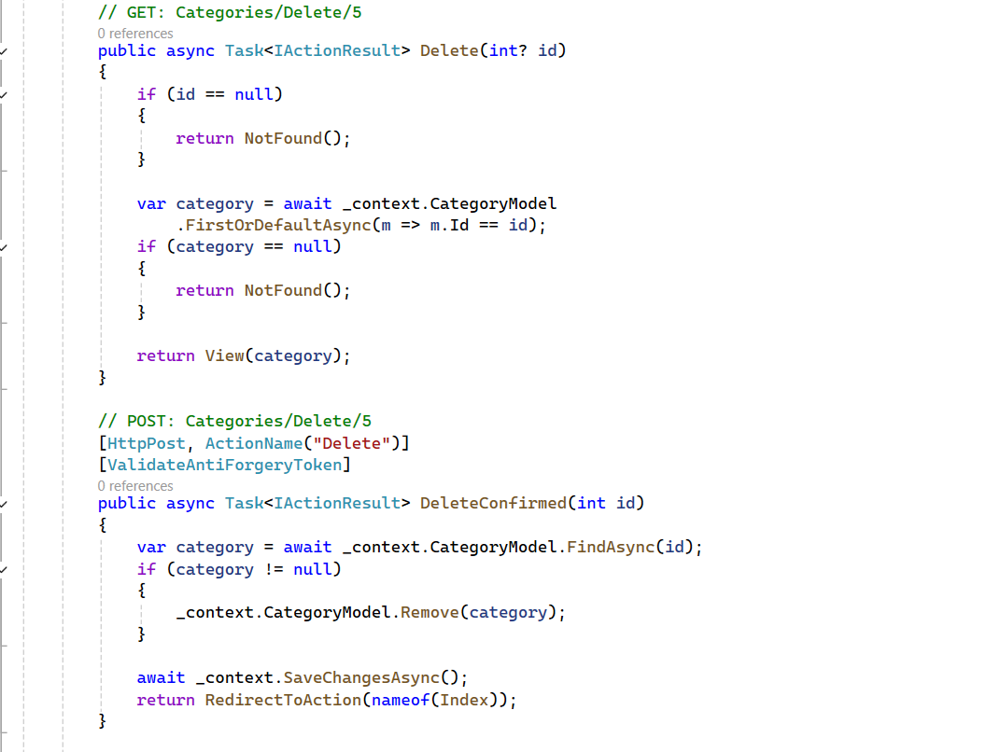 // GET: Categories/Delete/5
0 references
public async Task<IActionResult> Delete(int? id)
{
    if (id == null)
    {
        return NotFound();
    }

    var category = await _context.CategoryModel
        .FirstOrDefaultAsync(m => m.Id == id);
    if (category == null)
    {
        return NotFound();
    }

    return View(category);
}

// POST: Categories/Delete/5
[HttpPost, ActionName("Delete")]
[ValidateAntiForgeryToken]
0 references
public async Task<IActionResult> DeleteConfirmed(int id)
{
    var category = await _context.CategoryModel.FindAsync(id);
    if (category != null)
    {
        _context.CategoryModel.Remove(category);
    }

    await _context.SaveChangesAsync();
    return RedirectToAction(nameof(Index));
}